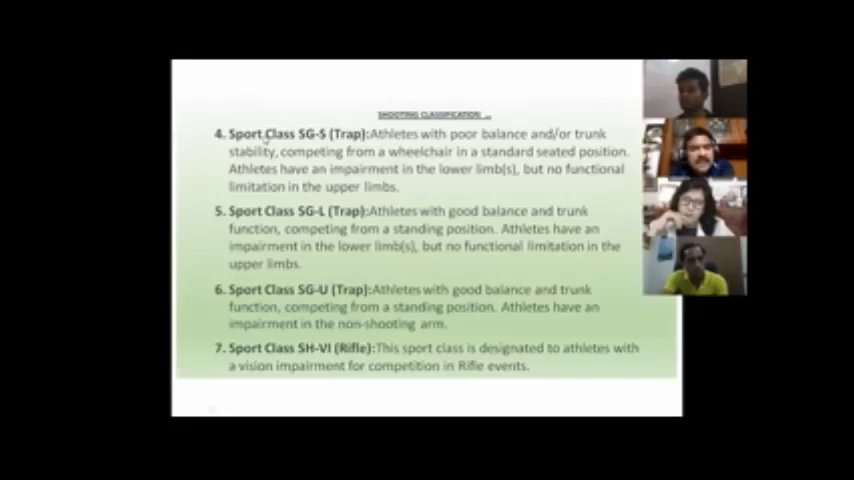 SHOOTING CLASSIFICATION ...
4. Sport Class SG-S (Trap):Athletes with poor balance and/or trunk
stability, competing from a wheelchair in a standard seated position.
Athletes have an impairment in the lower limb(s), but no functional
limitation in the upper limbs.
5. Sport Class SG-L (Trap):Athletes with good balance and trunk
function, competing from a standing position. Athletes have an
impairment in the lower limb(s), but no functional limitation in the
upper limbs.
6. Sport Class SG-U (Trap):Athletes with good balance and trunk
function, competing from a standing position. Athletes have an
impairment in the non-shooting arm.
7. Sport Class SH-VI (Rifle):This sport class is designated to athletes with
a vision impairment for competition in Rifle events.